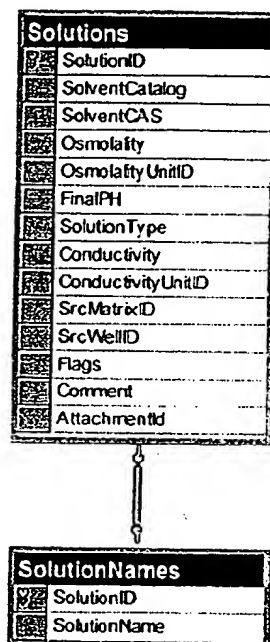 Solutions
SolutionID
SolventCatalog
SolventCAS
Osmolality
OsmolalityUnitID
FinalPH
SolutionType
Conductivity
ConductivityUnitID
SrcMatrixID
SrcWellID
Flags
Comment
AttachmentId
SolutionNames
SolutionID
SolutionName